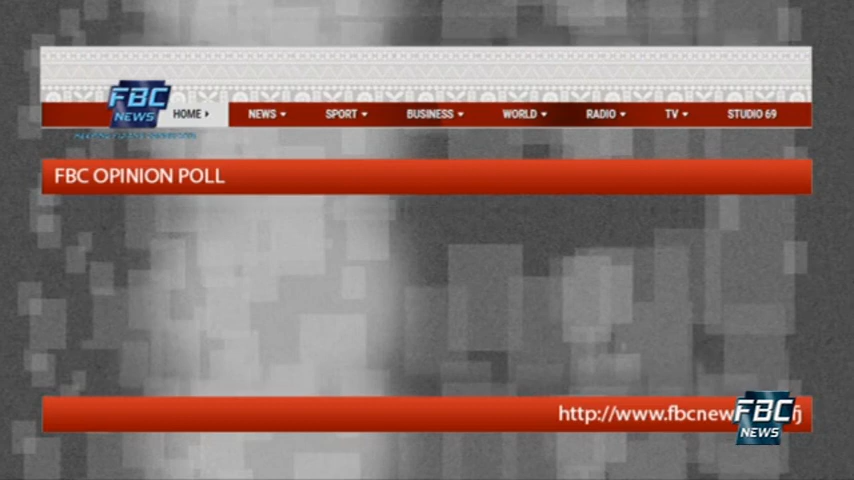 FBC
NEWS
HOME NEWS SPORT BUSINESS WORLD RADIO TV STUDIO 69
FBC OPINION POLL
http://www.fbcnew
FBC
NEWS